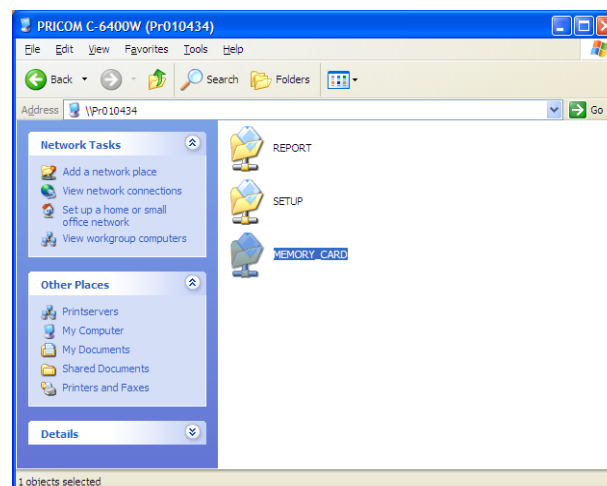 PRICOM C-6400W (Pr010434)
File Edit View Favorites Tools Help
Back Search Folders
Address \\Pr010434 Go
Network Tasks
Add a network place
View network connections
Set up a home or small
office network
View workgroup computers
Other Places
Printservers
My Computer
My Documents
Shared Documents
Printers and Faxes
Details
REPORT
SETUP
MEMORY_CARD
1 objects selected